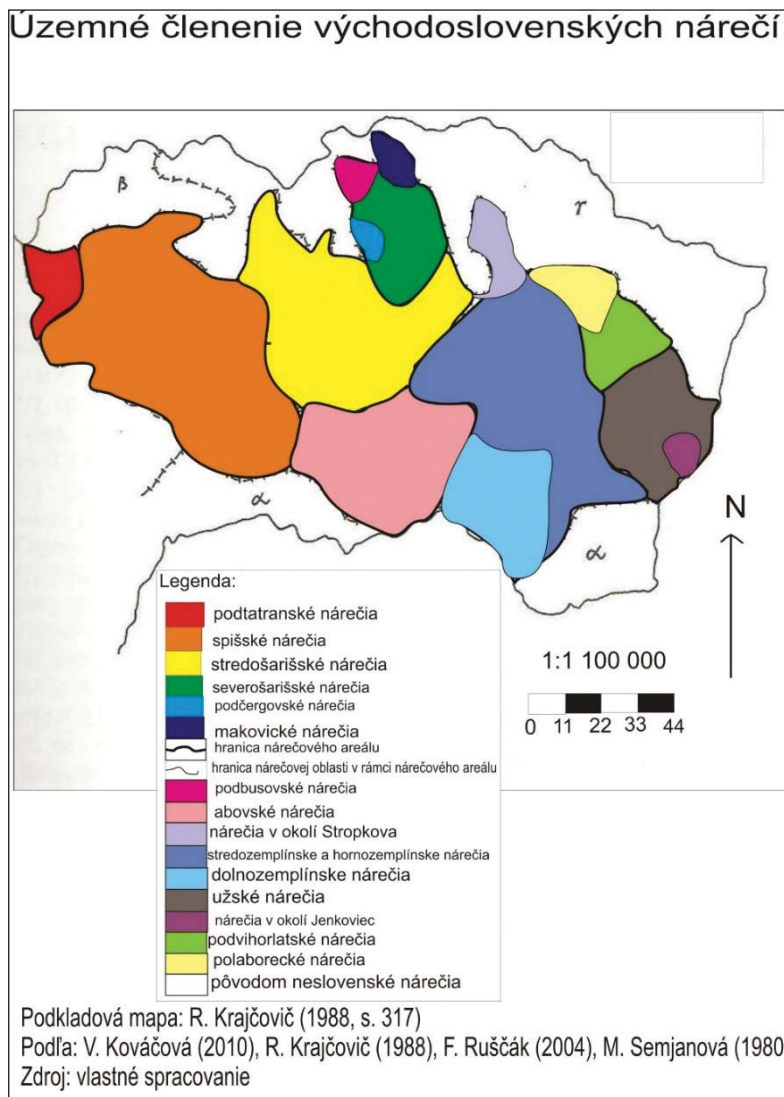 Územné členenie východoslovenských nárečí
β
γ
α
α
N
Legenda:
podtatranské nárečia
spišské nárečia
stredošarišské nárečia
severošarišské nárečia
podčergovské nárečia
makovické nárečia
hranica nárečového areálu
hranica nárečovej oblasti v rámci nárečového areálu
podbusovské nárečia
abovské nárečia
nárečia v okolí Stropkova
stredozemplínske a hornozemplínske nárečia
dolnozemplínske nárečia
užské nárečia
nárečia v okolí Jenkoviec
podvihorlatské nárečia
polaborecké nárečia
pôvodom neslovenské nárečia
1:1 100 000
0 11 22 33 44
Podkladová mapa: R. Krajčovič (1988, s. 317)
Podľa: V. Kováčová (2010), R. Krajčovič (1988), F. Ruščák (2004), M. Semjanová (1980
Zdroj: vlastné spracovanie